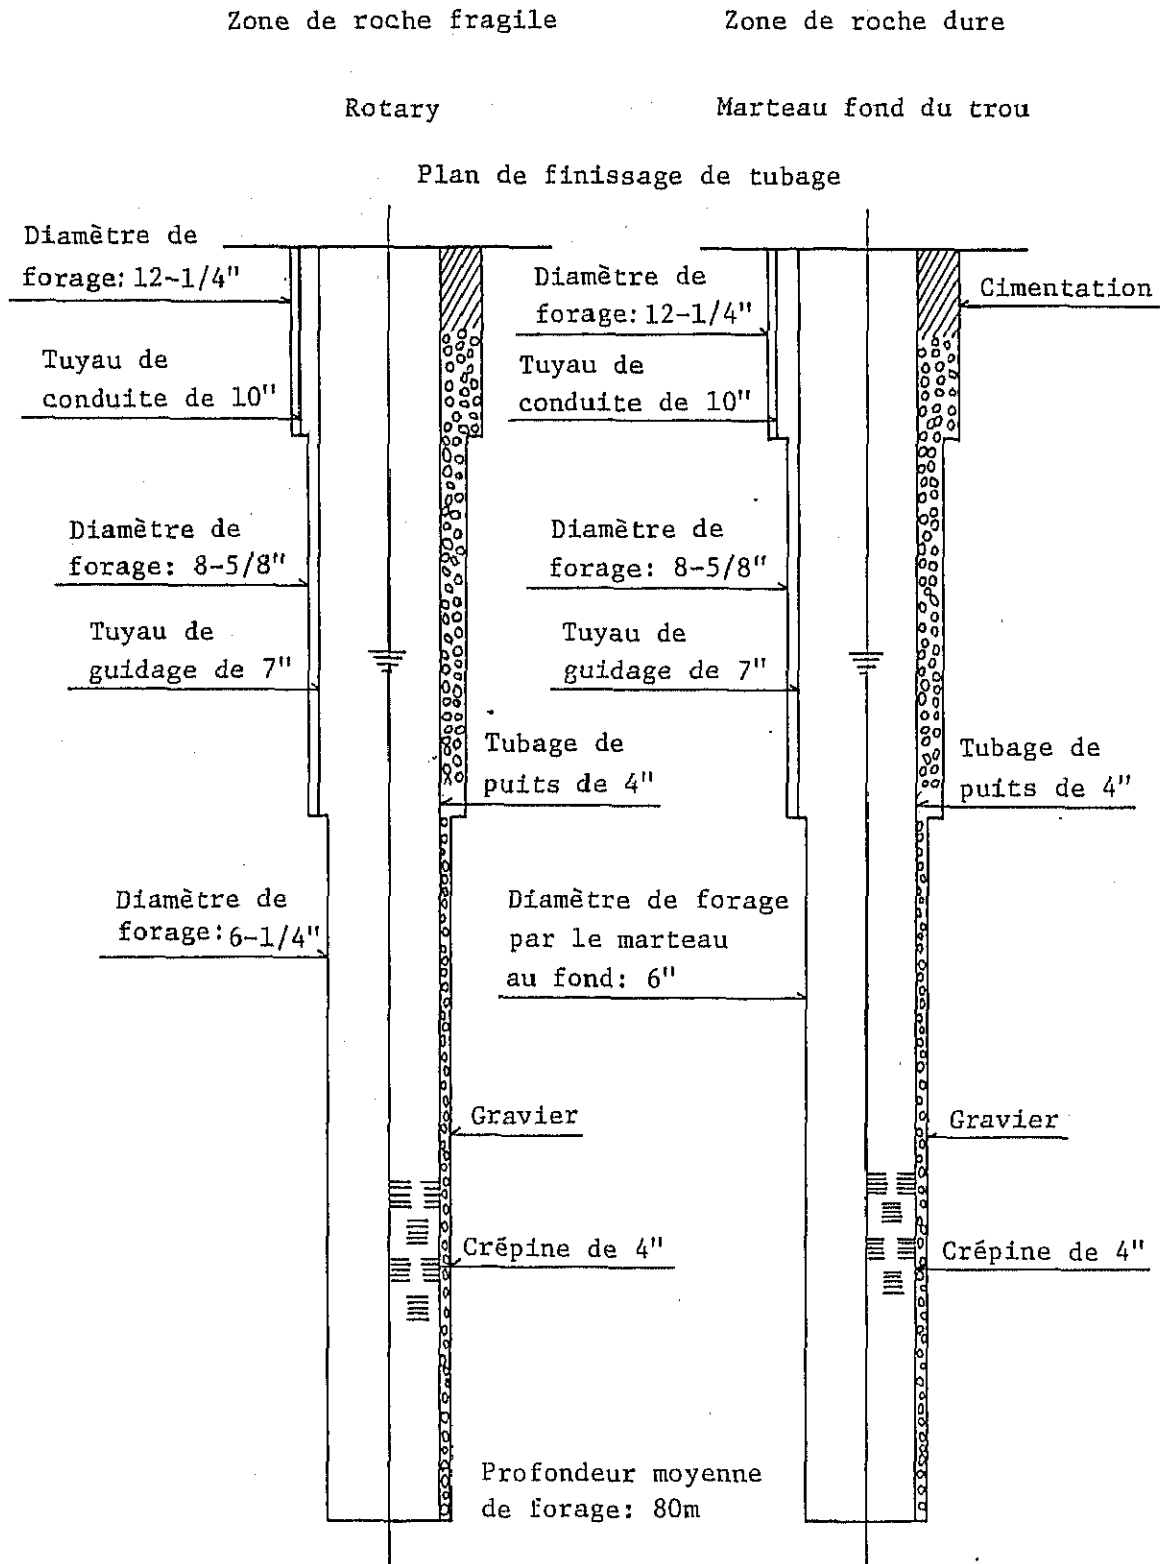 Zone de roche fragile
Zone de roche dure
Rotary
Marteau fond du trou
Plan de finissage de tubage
Diamètre de
forage: 12-1/4"
Tuyau de
conduite de 10"
Diamètre de
forage: 8-5/8"
Tuyau de
guidage de 7"
Tubage de
puits de 4"
Diamètre de
forage: 6-1/4"
Gravier
Crépine de 4"
Profondeur moyenne
de forage: 80m
Diamètre de
forage: 12-1/4"
Cimentation
Tuyau de
conduite de 10"
Diamètre de
forage: 8-5/8"
Tuyau de
guidage de 7"
Tubage de
puits de 4"
Diamètre de forage
par le marteau
au fond: 6"
Gravier
Crépine de 4"